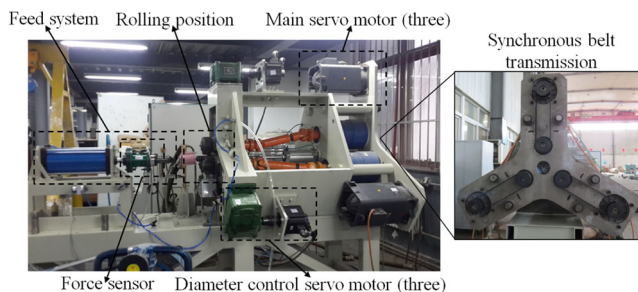 Feed system
Rolling position
Main servo motor (three)
Synchronous belt
transmission
Force sensor
Diameter control servo motor (three)